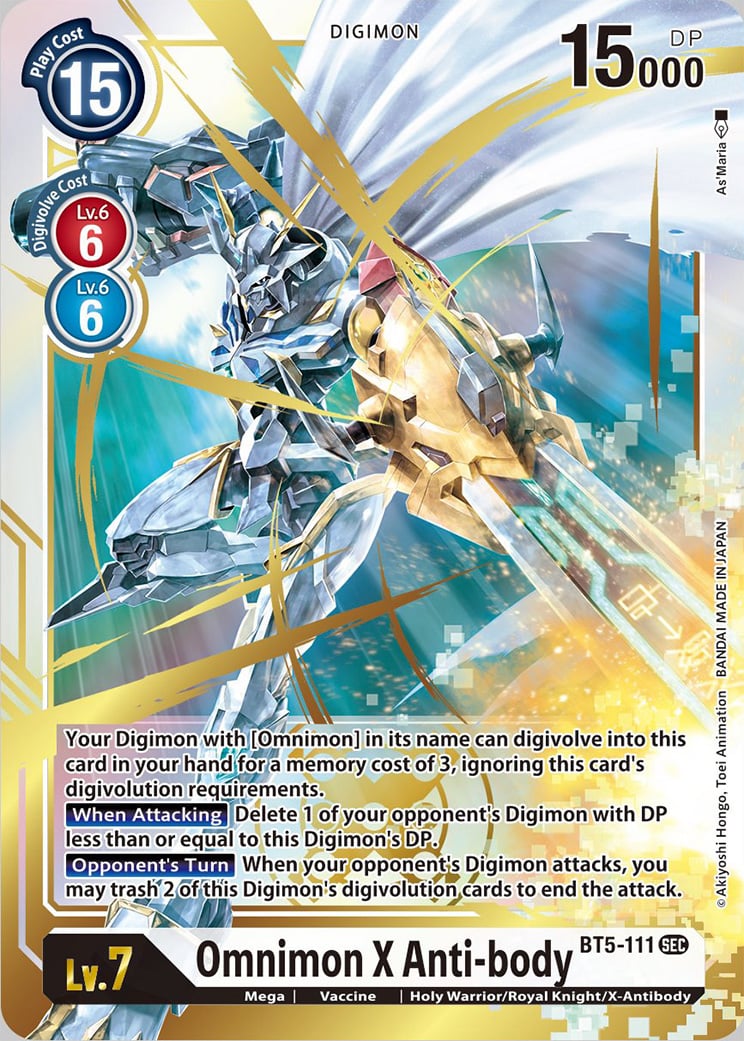 DIGIMON
Play Cost
15
15000
DP
Digivolve Cost
Lv.6
6
Lv.6
6
As'Maria
Your Digimon with [Omnimon] in its name can digivolve into this
card in your hand for a memory cost of 3, ignoring this card's
digivolution requirements.
When Attacking Delete 1 of your opponent's Digimon with DP
less than or equal to this Digimon's DP.
Opponent's Turn When your opponent's Digimon attacks, you
may trash 2 of this Digimon's digivolution cards to end the attack.
© Akiyoshi Hongo, Toei Animation BANDAI MADE IN JAPAN
Lv.7
Omnimon X Anti-body
BT5-111 SEC
Mega | Vaccine | Holy Warrior/Royal Knight/X-Antibody